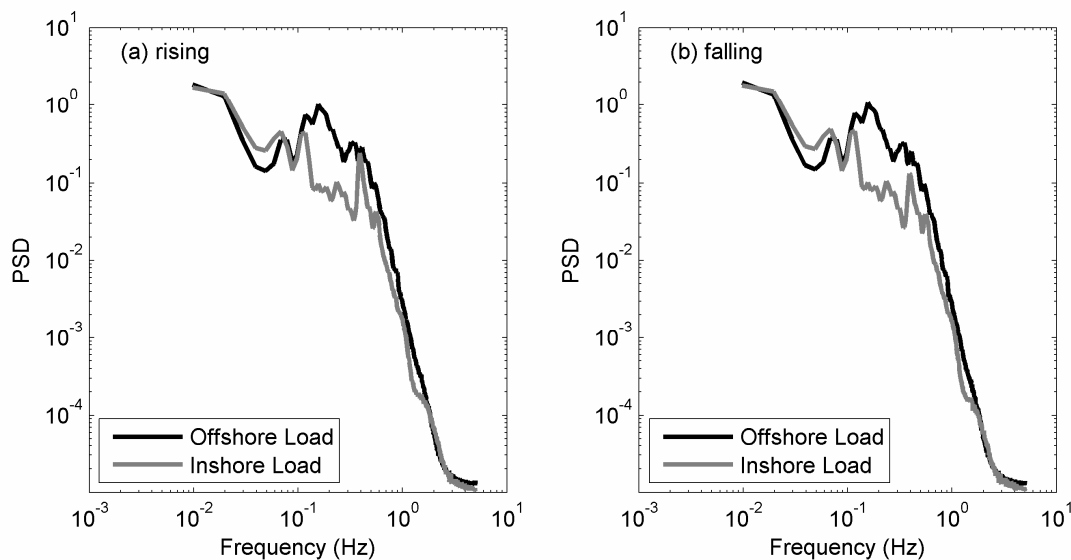 (a) rising
PSD
10^1
10^0
10^-1
10^-2
10^-3
10^-4
Offshore Load
Inshore Load
10^-3 10^-2 10^-1 10^0 10^1
Frequency (Hz)
(b) falling
PSD
10^1
10^0
10^-1
10^-2
10^-3
10^-4
Offshore Load
Inshore Load
10^-3 10^-2 10^-1 10^0 10^1
Frequency (Hz)